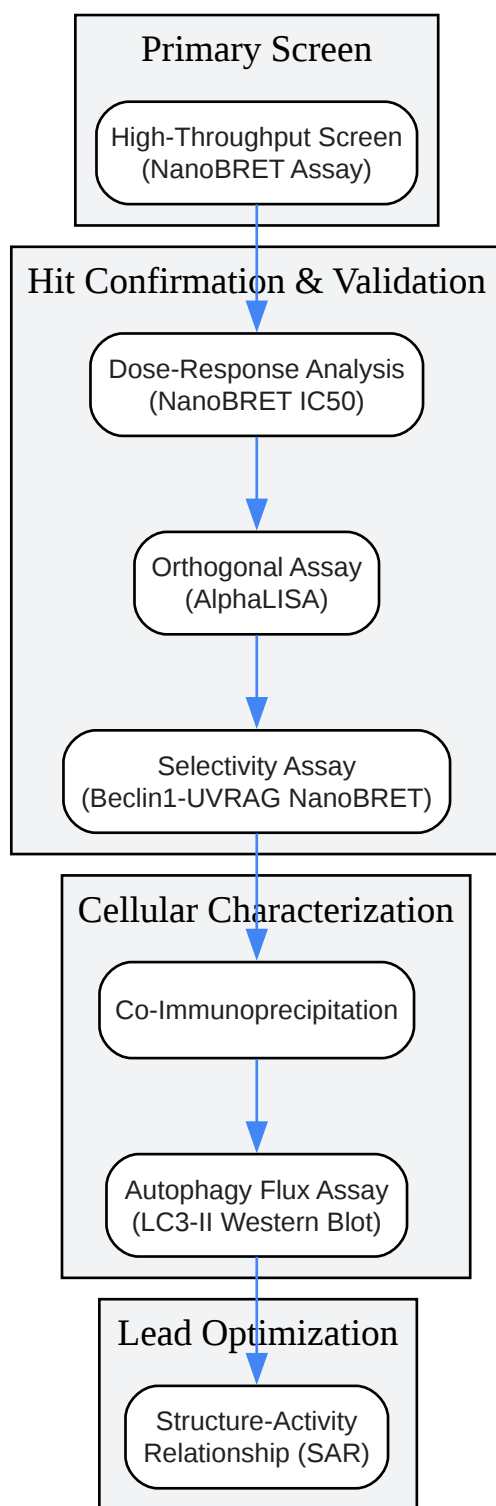 Primary Screen
High-Throughput Screen
(NanoBRET Assay)
Hit Confirmation & Validation
Dose-Response Analysis
(NanoBRET IC50)
Orthogonal Assay
(AlphaLISA)
Selectivity Assay
(Beclin1-UVRAG NanoBRET)
Cellular Characterization
Co-Immunoprecipitation
Autophagy Flux Assay
(LC3-II Western Blot)
Lead Optimization
Structure-Activity
Relationship (SAR)